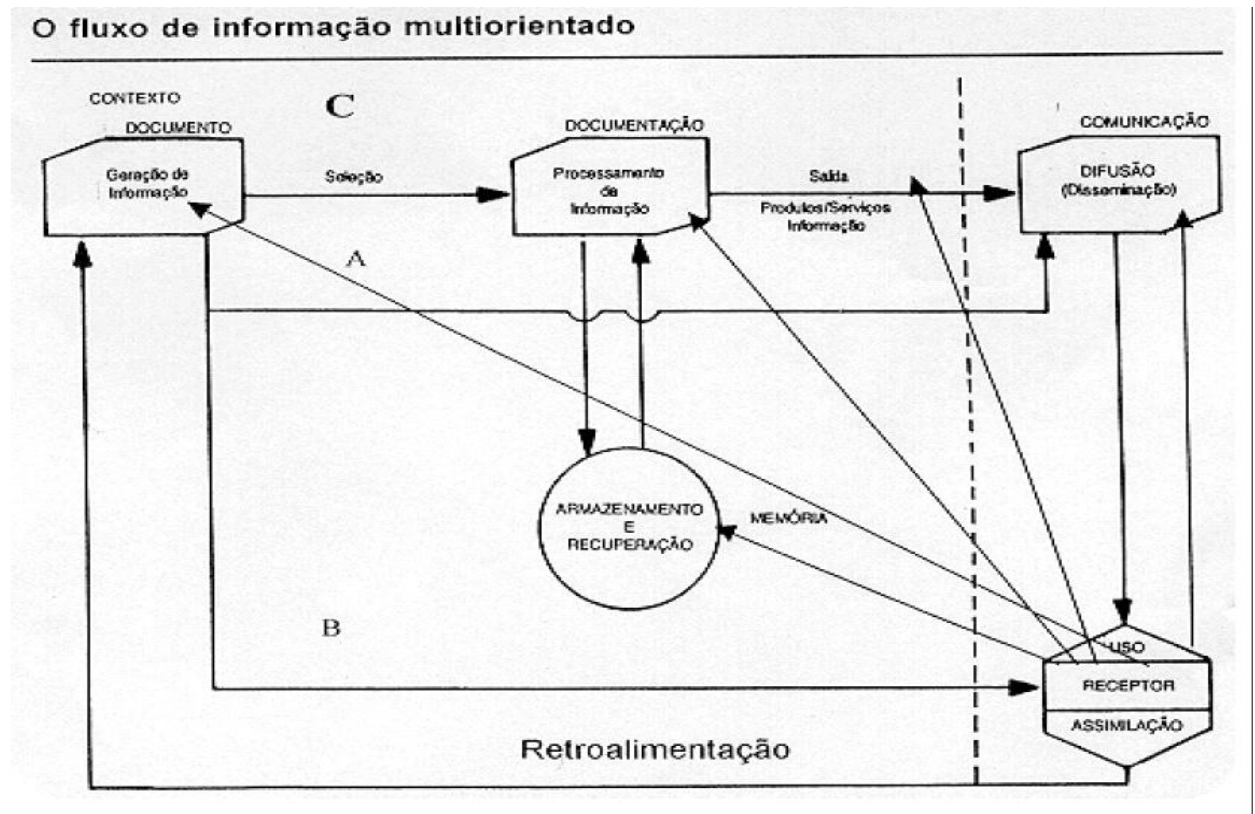 O fluxo de informação multiorientado
CONTEXTO
C
DOCUMENTO
DOCUMENTAÇÃO
COMUNICAÇÃO
Geração de
Informação
Seleção
Processamento
de
Informação
Saída
Produtos/Serviços
Informação
DIFUSÃO
(Disseminação)
A
ARMAZENAMENTO
E
RECUPERAÇÃO
MEMÓRIA
B
USO
RECEPTOR
ASSIMILAÇÃO
Retroalimentação